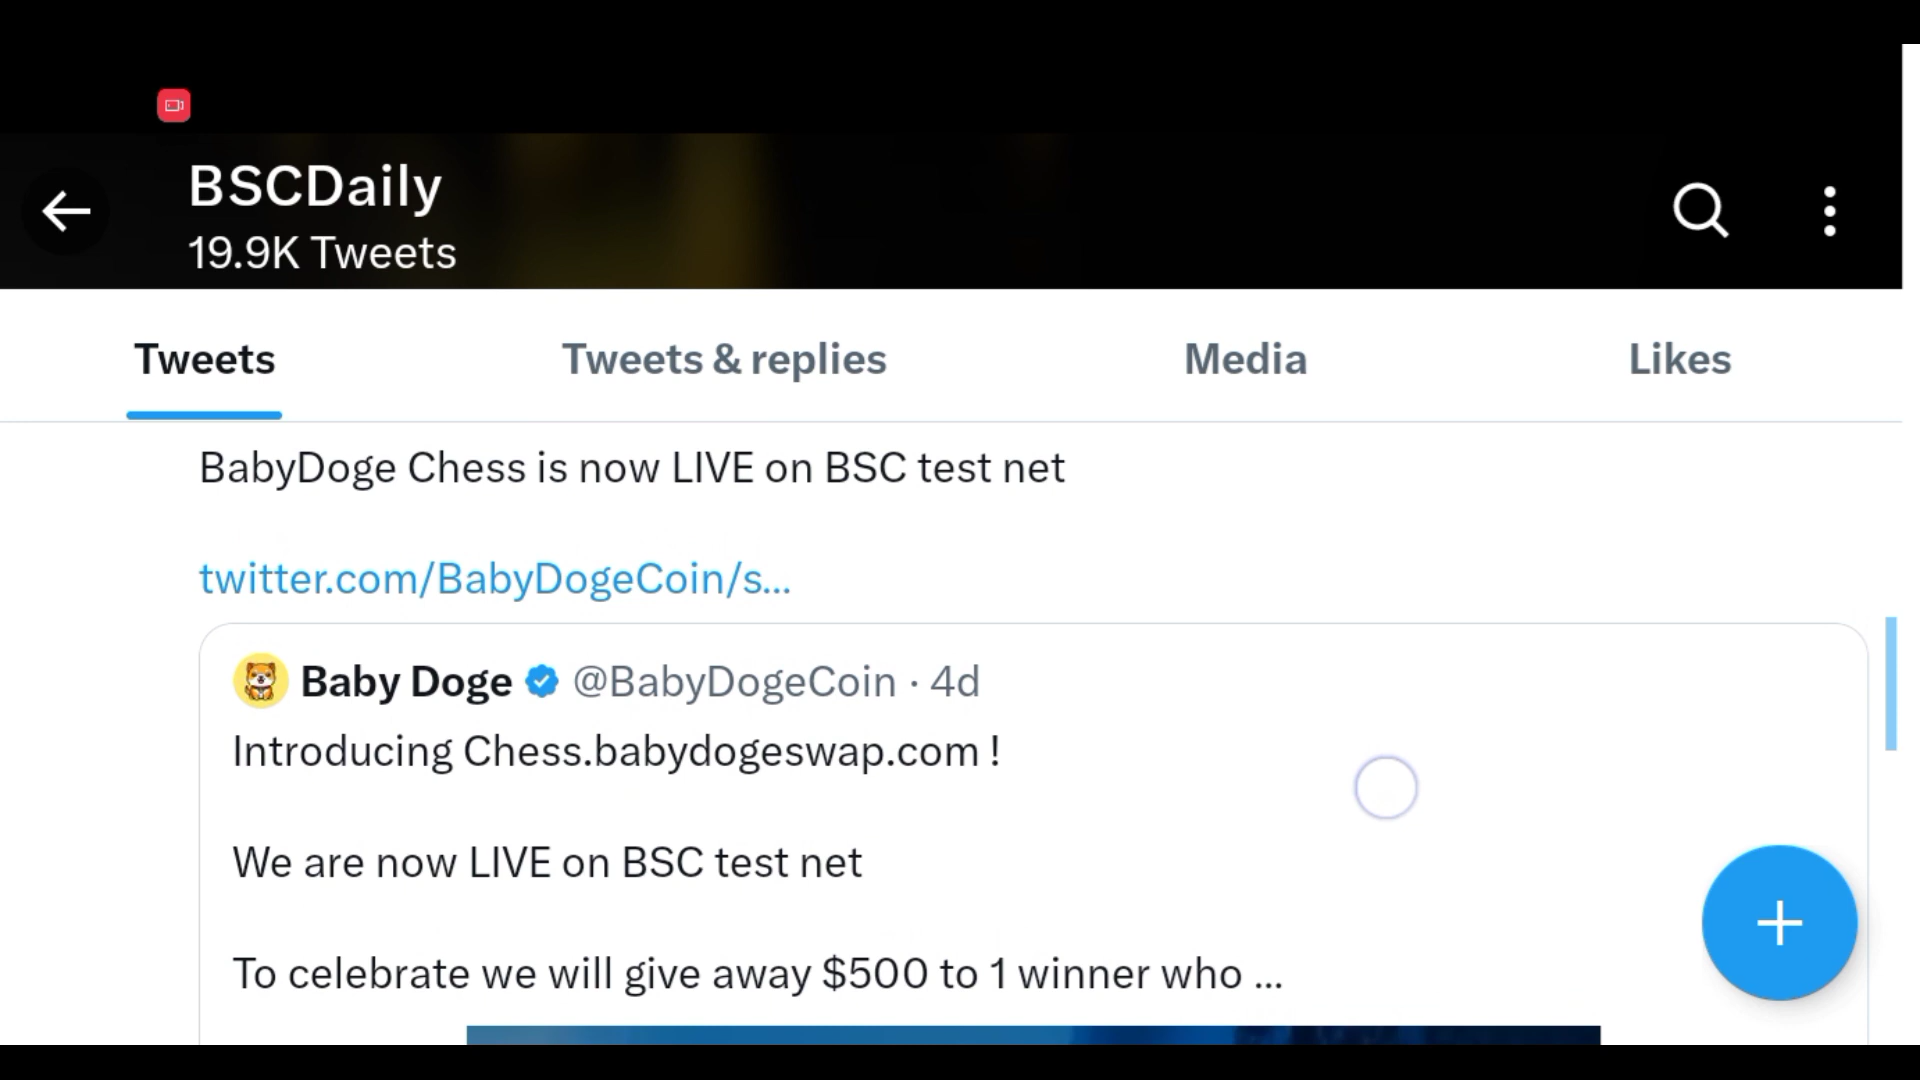 BSCDaily
19.9K Tweets
Tweets
Tweets & replies
Media
Likes
BabyDoge Chess is now LIVE on BSC test net
twitter.com/BabyDogeCoin/s...
Baby Doge @BabyDogeCoin · 4d
Introducing Chess.babydogeswap.com !
We are now LIVE on BSC test net
To celebrate we will give away $500 to 1 winner who ...